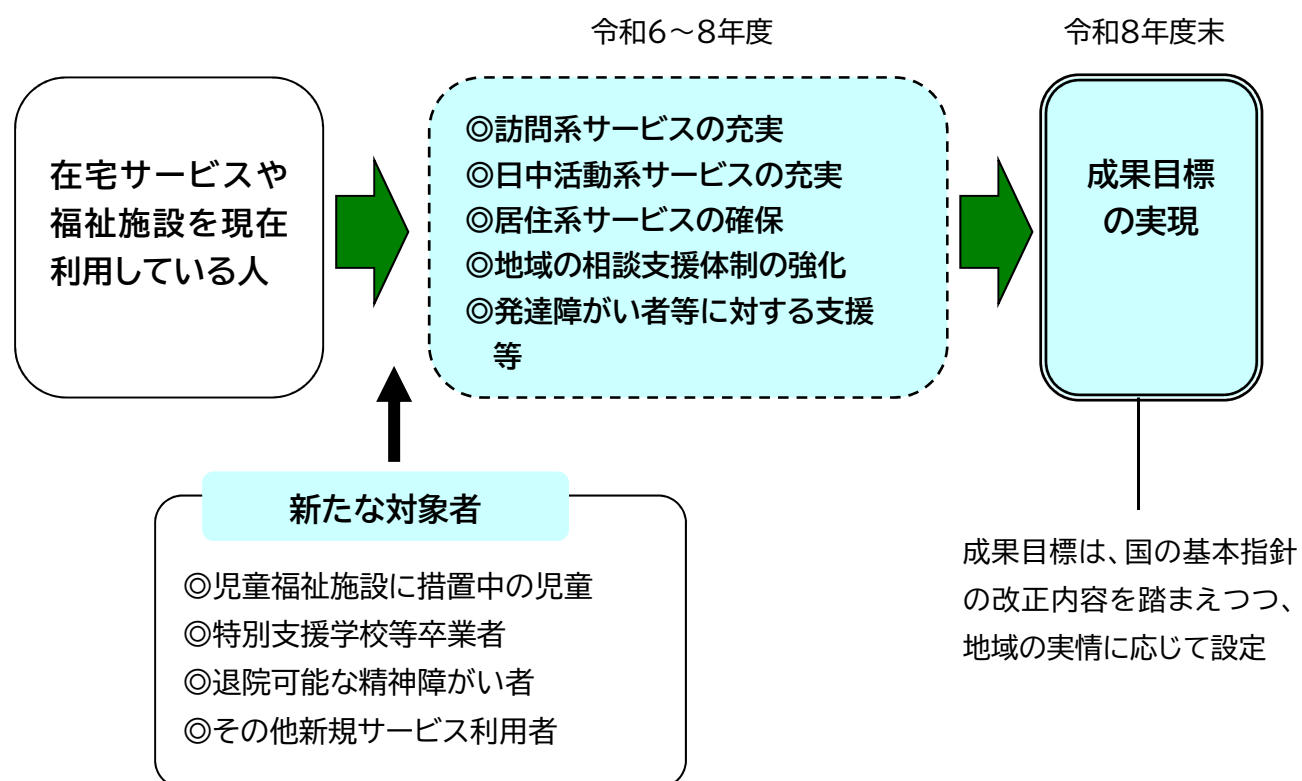 令和6～8年度
令和8年度末
在宅サービスや
福祉施設を現在
利用している人
◎訪問系サービスの充実
◎日中活動系サービスの充実
◎居住系サービスの確保
◎地域の相談支援体制の強化
◎発達障がい者等に対する支援
等
成果目標
の実現
新たな対象者
◎児童福祉施設に措置中の児童
◎特別支援学校等卒業者
◎退院可能な精神障がい者
◎その他新規サービス利用者
成果目標は、国の基本指針
の改正内容を踏まえつつ、
地域の実情に応じて設定